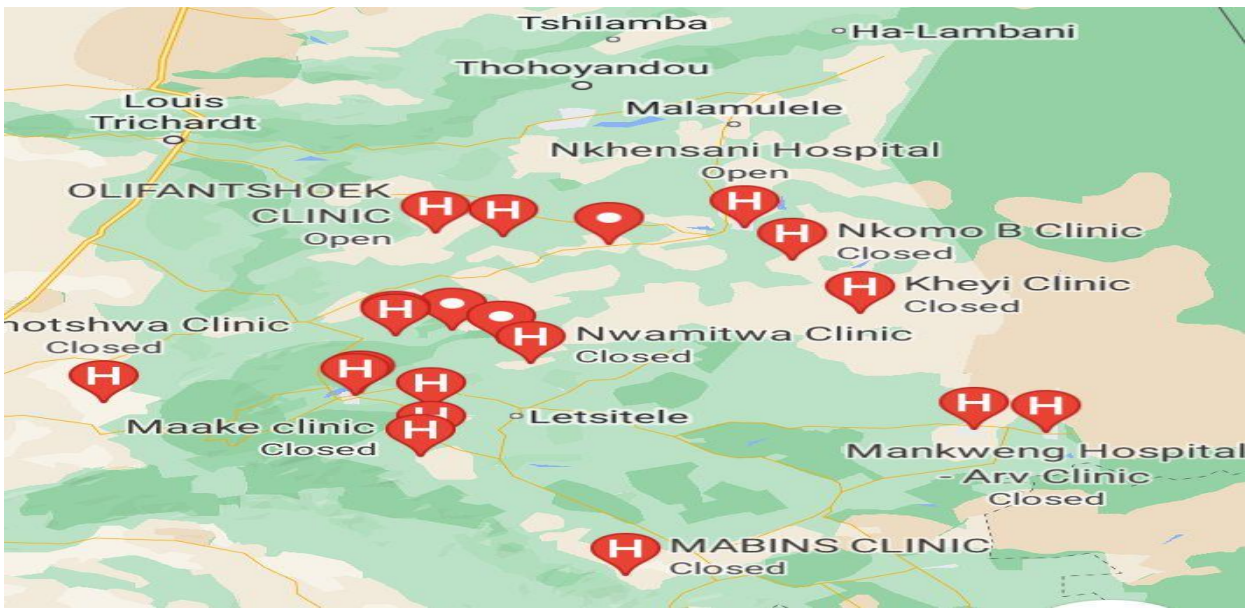 Tshilamba
Ha-Lambani
Thohoyandou
Louis
Trichardt
Malamulele
Nkhensani Hospital
Open
OLIFANTSHOEK
CLINIC
Open
H
H
H
H
Nkomo B Clinic
Closed
H
Kheyi Clinic
Closed
H
H
Nwamitwa Clinic
Closed
notshwa Clinic
Closed
H
H
H
H
H
Letsitele
Maake clinic
Closed
H
H
H
Mankweng Hospital
- Arv Clinic
Closed
H
MABINS CLINIC
Closed